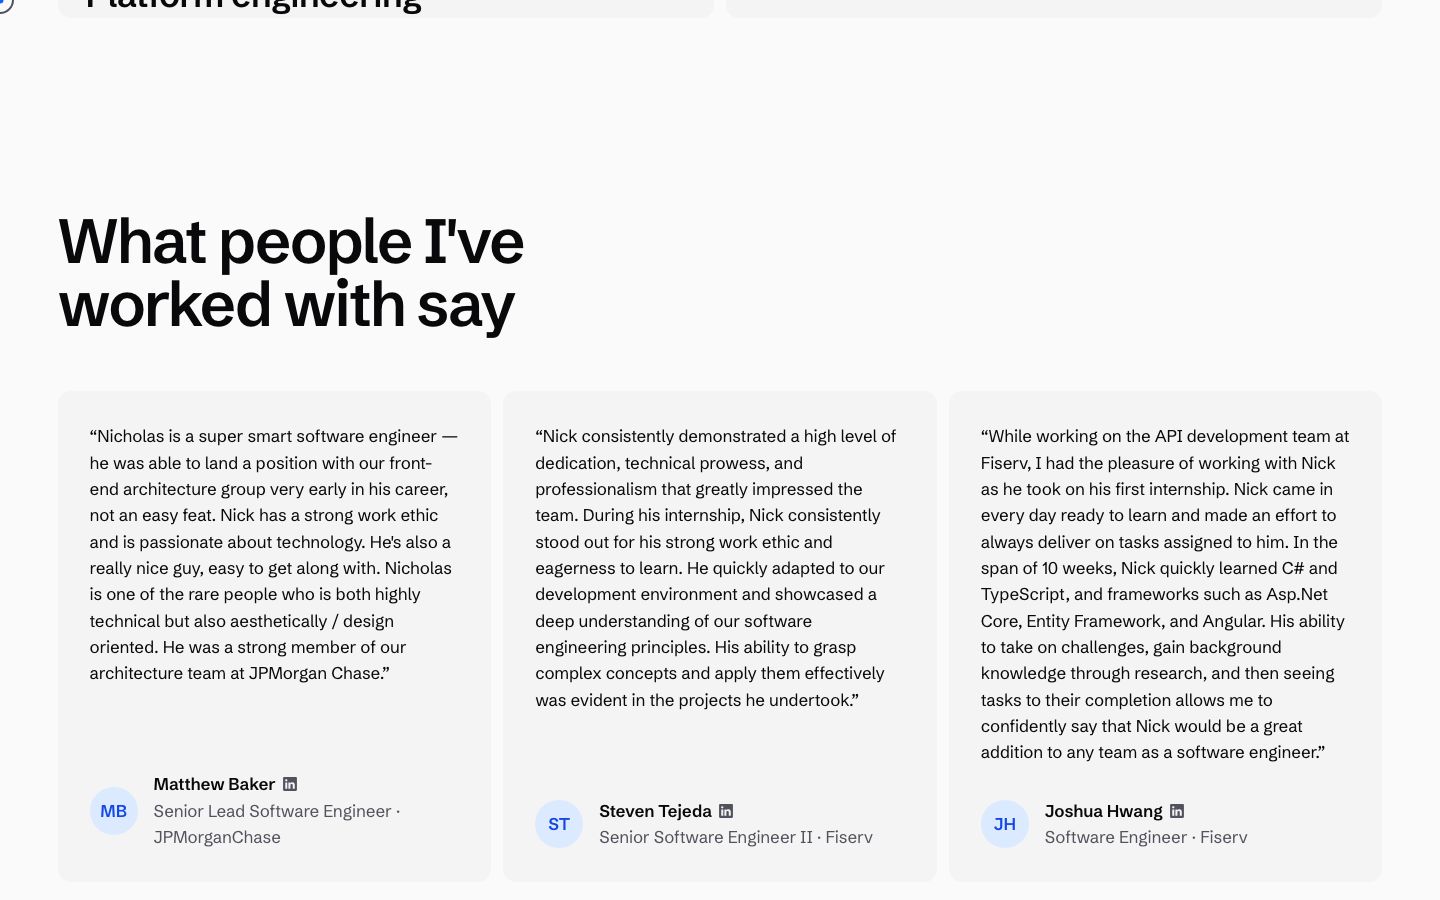 Platform engineering
What people I've
worked with say
“Nicholas is a super smart software engineer —
he was able to land a position with our front-
end architecture group very early in his career,
not an easy feat. Nick has a strong work ethic
and is passionate about technology. He's also a
really nice guy, easy to get along with. Nicholas
is one of the rare people who is both highly
technical but also aesthetically / design
oriented. He was a strong member of our
architecture team at JPMorgan Chase.”
MB
Matthew Baker in
Senior Lead Software Engineer ·
JPMorganChase
“Nick consistently demonstrated a high level of
dedication, technical prowess, and
professionalism that greatly impressed the
team. During his internship, Nick consistently
stood out for his strong work ethic and
eagerness to learn. He quickly adapted to our
development environment and showcased a
deep understanding of our software
engineering principles. His ability to grasp
complex concepts and apply them effectively
was evident in the projects he undertook.”
ST
Steven Tejeda in
Senior Software Engineer II · Fiserv
“While working on the API development team at
Fiserv, I had the pleasure of working with Nick
as he took on his first internship. Nick came in
every day ready to learn and made an effort to
always deliver on tasks assigned to him. In the
span of 10 weeks, Nick quickly learned C# and
TypeScript, and frameworks such as Asp.Net
Core, Entity Framework, and Angular. His ability
to take on challenges, gain background
knowledge through research, and then seeing
tasks to their completion allows me to
confidently say that Nick would be a great
addition to any team as a software engineer.”
JH
Joshua Hwang in
Software Engineer · Fiserv